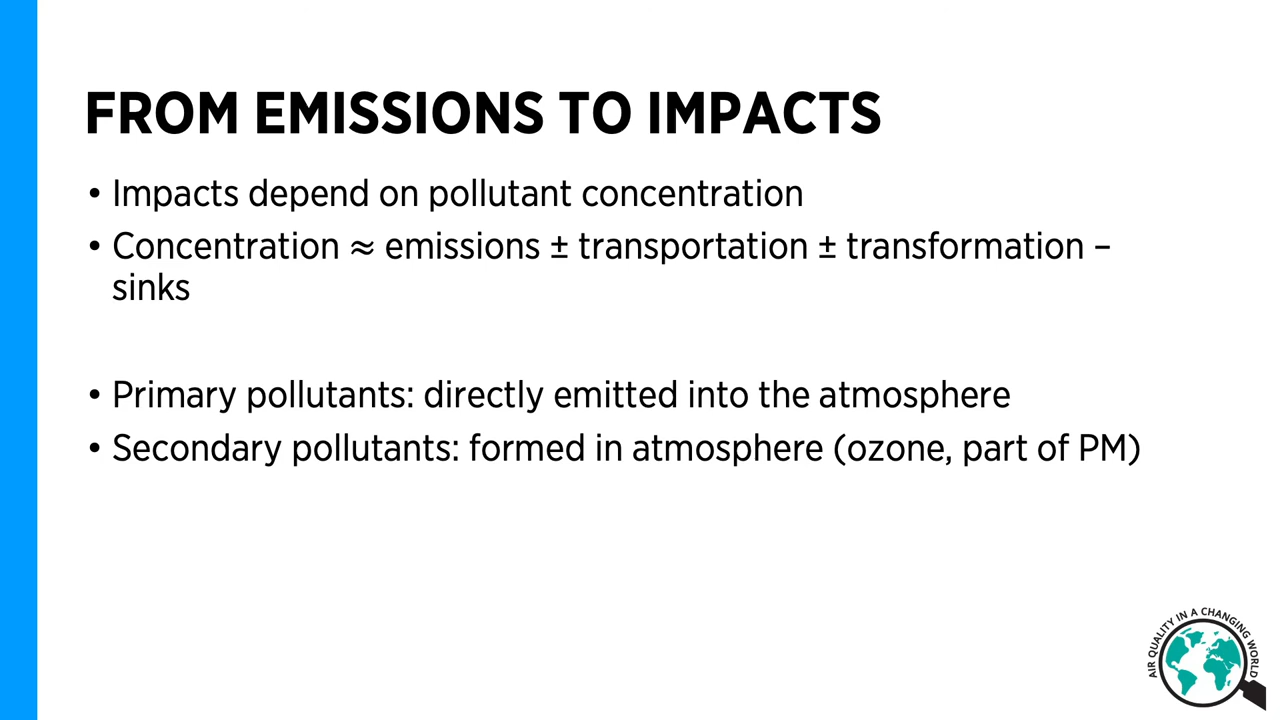 FROM EMISSIONS TO IMPACTS
• Impacts depend on pollutant concentration
• Concentration ≈ emissions ± transportation ± transformation –
sinks
• Primary pollutants: directly emitted into the atmosphere
• Secondary pollutants: formed in atmosphere (ozone, part of PM)
AIR QUALITY IN A CHANGING WORLD